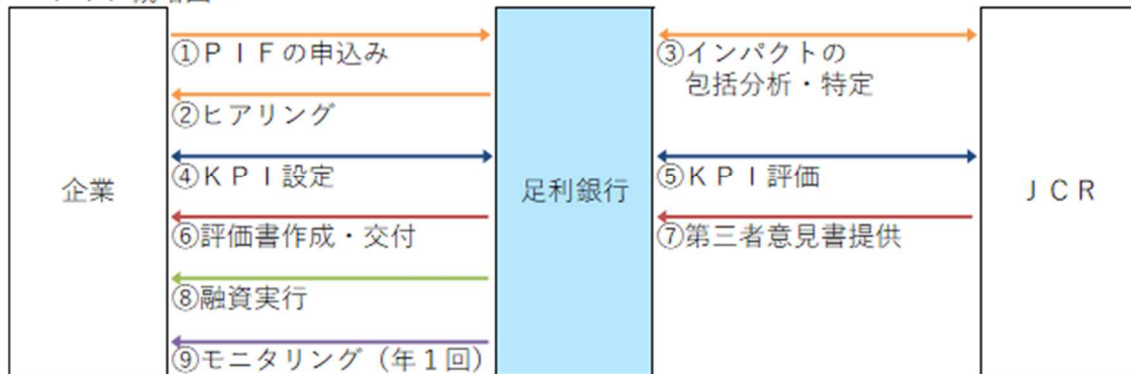 ①ＰＩＦの申込み
③インパクトの
包括分析・特定
②ヒアリング
企業
④ＫＰＩ設定
足利銀行
⑤ＫＰＩ評価
ＪＣＲ
⑥評価書作成・交付
⑦第三者意見書提供
⑧融資実行
⑨モニタリング（年１回）